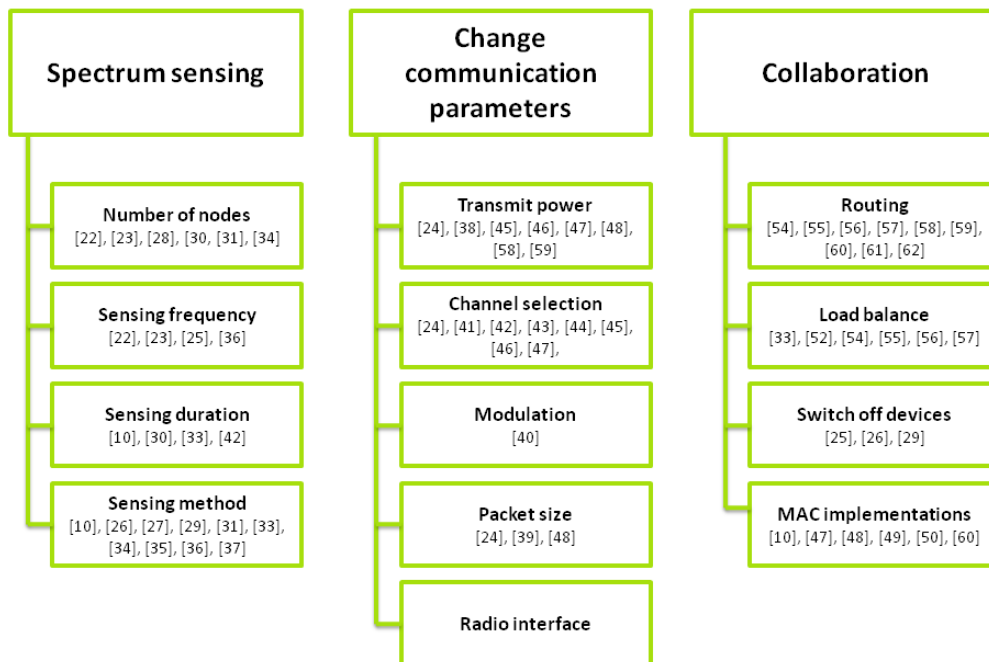 Spectrum sensing
Number of nodes
[22], [23], [28], [30, [31], [34]
Sensing frequency
[22], [23], [25], [36]
Sensing duration
[10], [30], [33], [42]
Sensing method
[10], [26], [27], [29], [31], [33],
[34], [35], [36], [37]
Change
communication
parameters
Transmit power
[24], [38], [45], [46], [47], [48],
[58], [59]
Channel selection
[24], [41], [42], [43], [44], [45],
[46], [47],
Modulation
[40]
Packet size
[24], [39], [48]
Radio interface
Collaboration
Routing
[54], [55], [56], [57], [58], [59],
[60], [61], [62]
Load balance
[33], [52], [54], [55], [56], [57]
Switch off devices
[25], [26], [29]
MAC implementations
[10], [47], [48], [49], [50], [60]